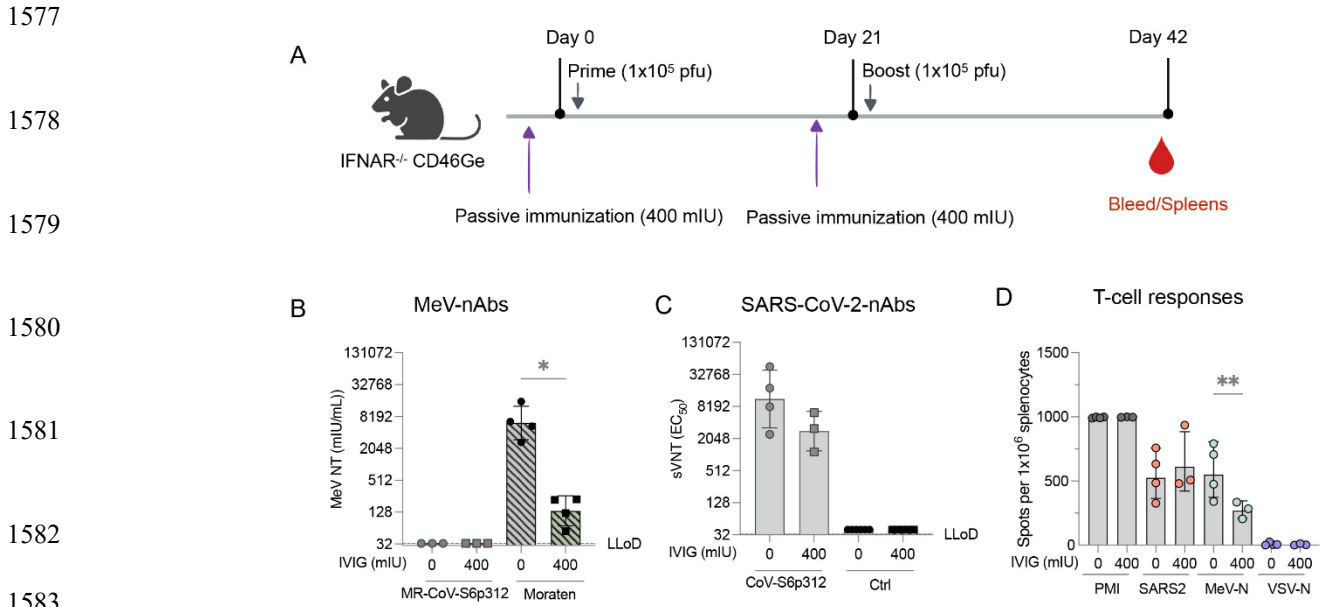 1577
1578
1579
1580
1581
1582
1583
A
Day 0
Day 21
Day 42
Prime (1x10⁵ pfu)
Boost (1x10⁵ pfu)
IFNAR⁻/⁻ CD46Ge
Passive immunization (400 mIU)
Passive immunization (400 mIU)
Bleed/Spleens
B
MeV-nAbs
MeV NT (mIU/mL))
131072
32768
8192
2048
512
128
32
*
LLoD
IVIG (mIU)
0
400
0
400
MR-CoV-S6p312
Moraten
C
SARS-CoV-2-nAbs
sVNT (EC₅₀)
131072
32768
8192
2048
512
128
32
LLoD
IVIG (mIU)
0
400
0
400
CoV-S6p312
Ctrl
D
T-cell responses
Spots per 1x10⁶ splenocytes
1500
1000
500
0
**
IVIG (mIU)
0
400
0
400
0
400
0
400
PMI
SARS2
MeV-N
VSV-N